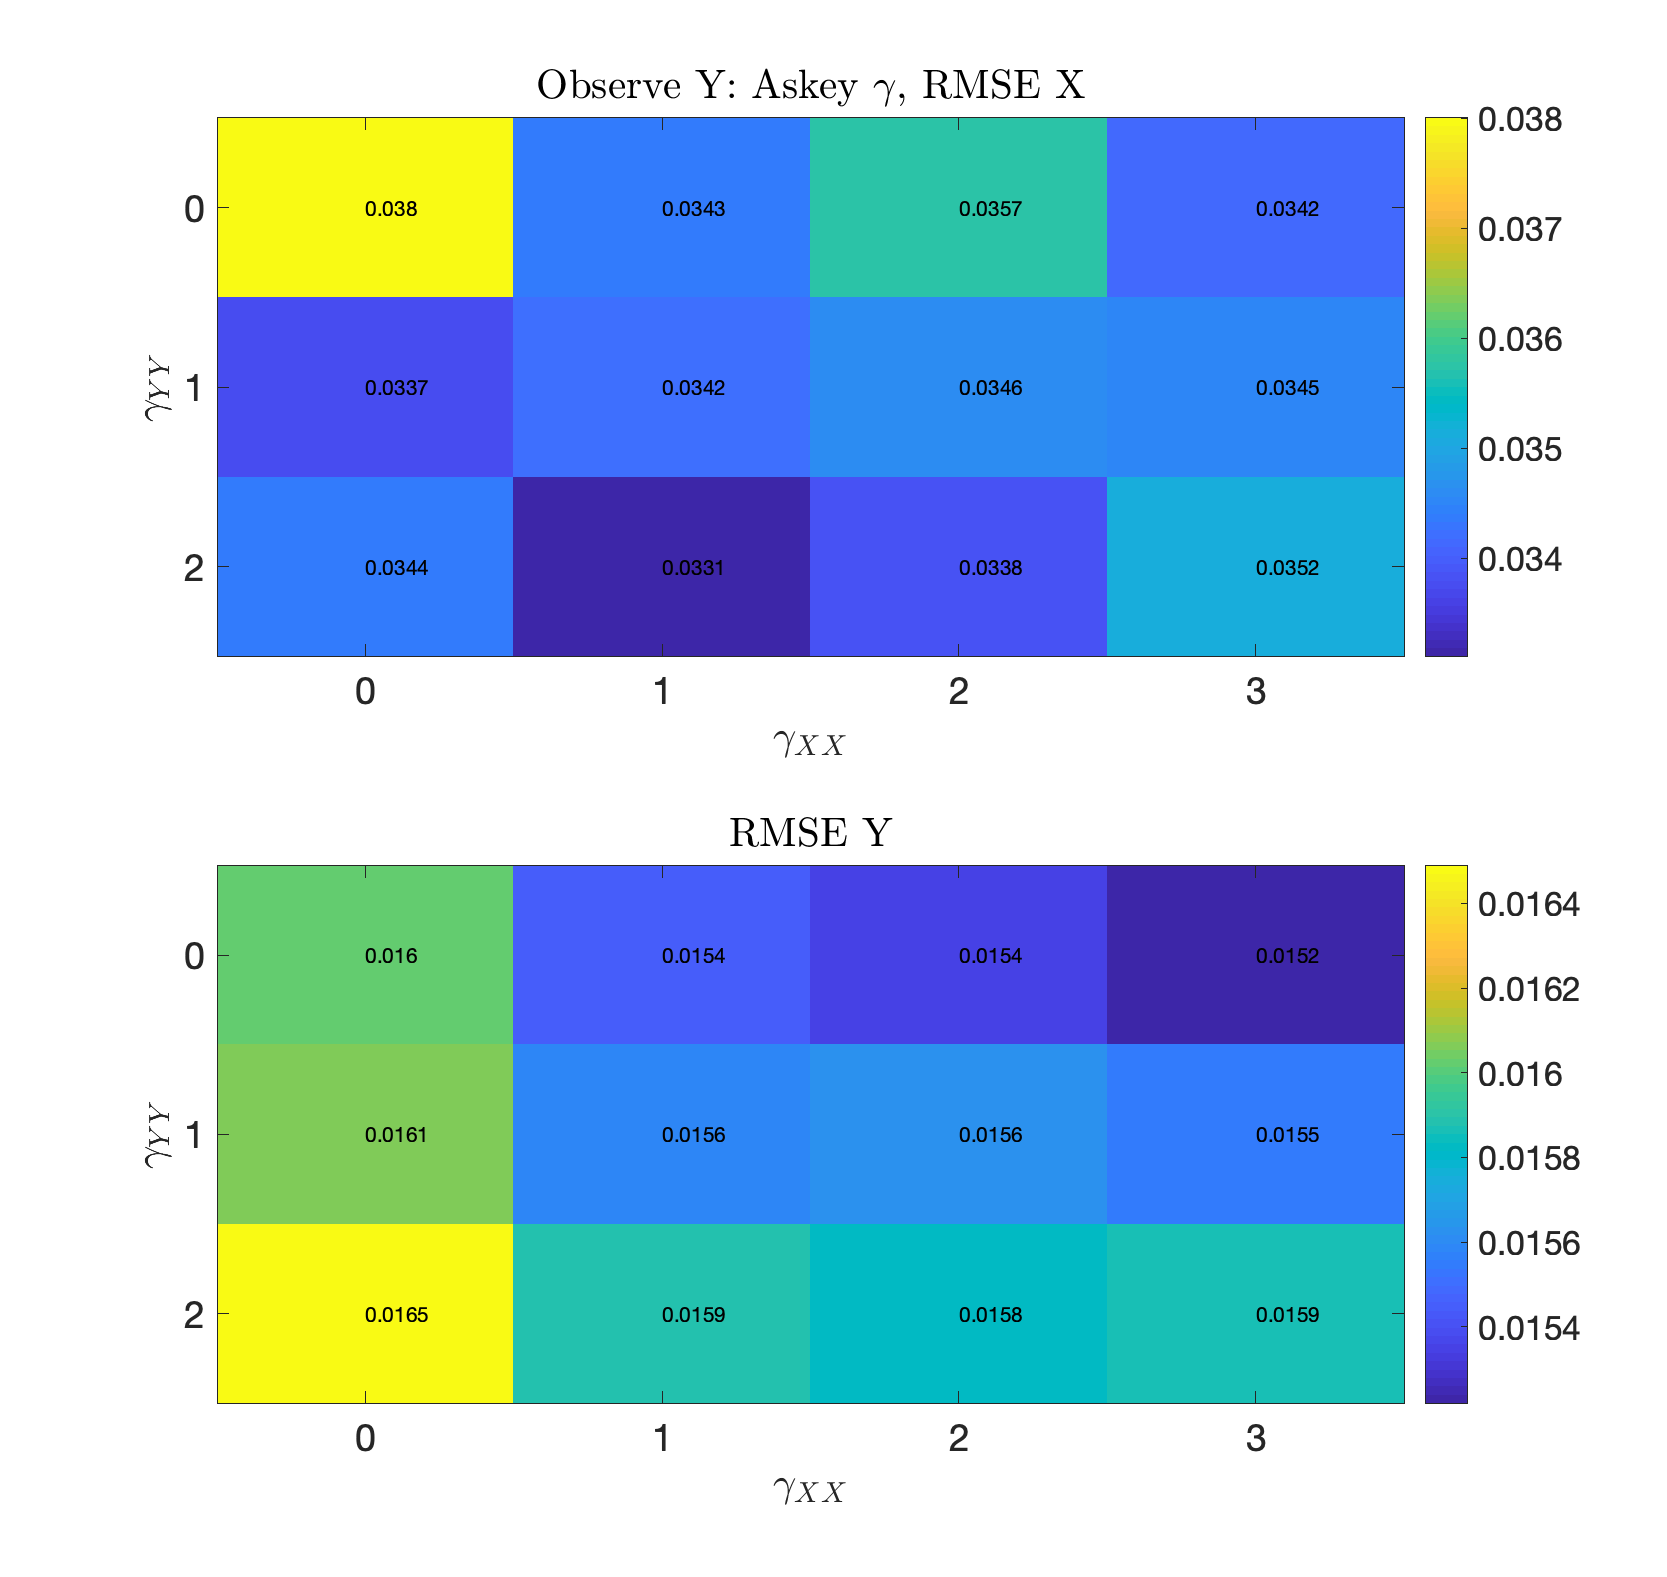 Observe Y: Askey γ, RMSE X
0.038
0 0.038 0.0343 0.0357 0.0342
0.037
0.036
γYY 1 0.0337 0.0342 0.0346 0.0345
0.035
2 0.0344 0.0331 0.0338 0.0352
0.034
0 1 2 3
γXX
RMSE Y
0.0164
0 0.016 0.0154 0.0154 0.0152
0.0162
0.016
γYY 1 0.0161 0.0156 0.0156 0.0155
0.0158
0.0156
2 0.0165 0.0159 0.0158 0.0159
0.0154
0 1 2 3
γXX